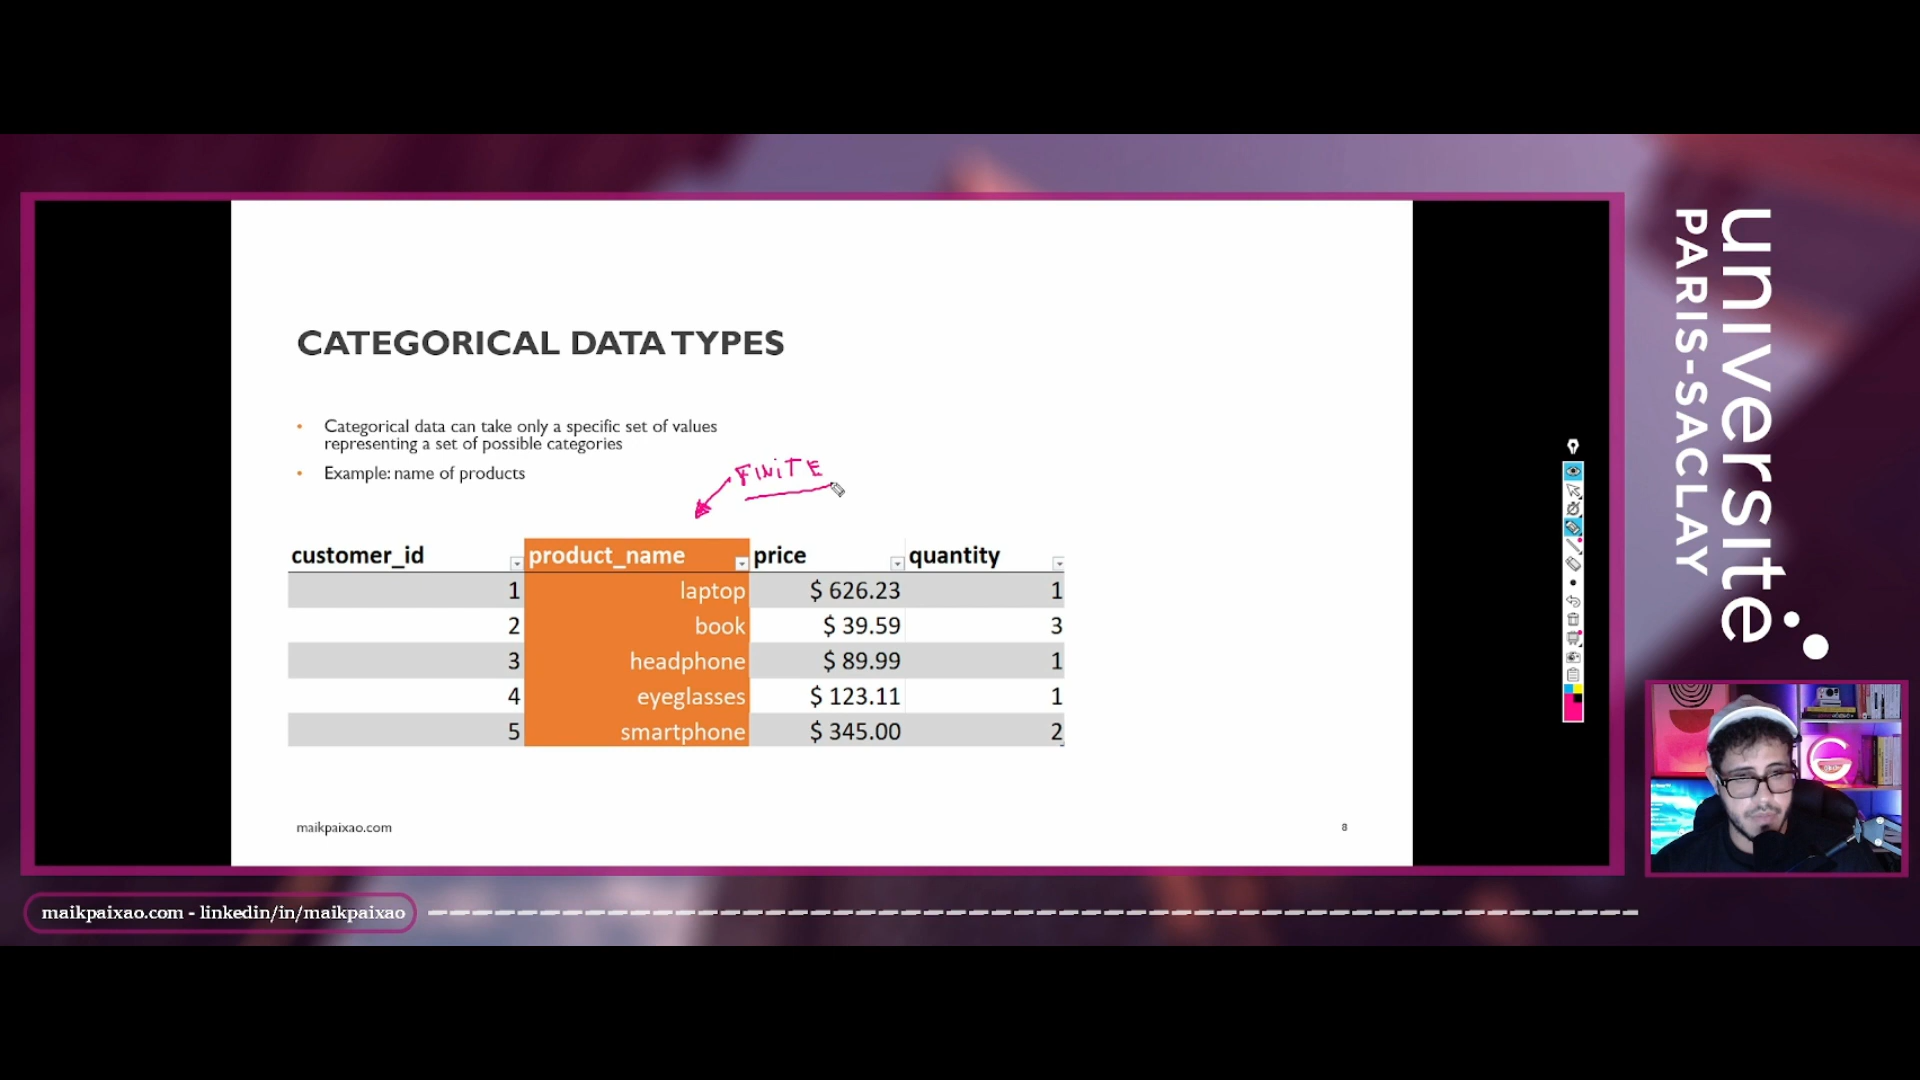 CATEGORICAL DATA TYPES
• Categorical data can take only a specific set of values
representing a set of possible categories
• Example: name of products
FINITE
customer_id product_name price quantity
1 laptop $ 626.23 1
2 book $ 39.59 3
3 headphone $ 89.99 1
4 eyeglasses $ 123.11 1
5 smartphone $ 345.00 2
maikpaixao.com 8
universite
PARIS-SACLAY
maikpaixao.com - linkedin/in/maikpaixao